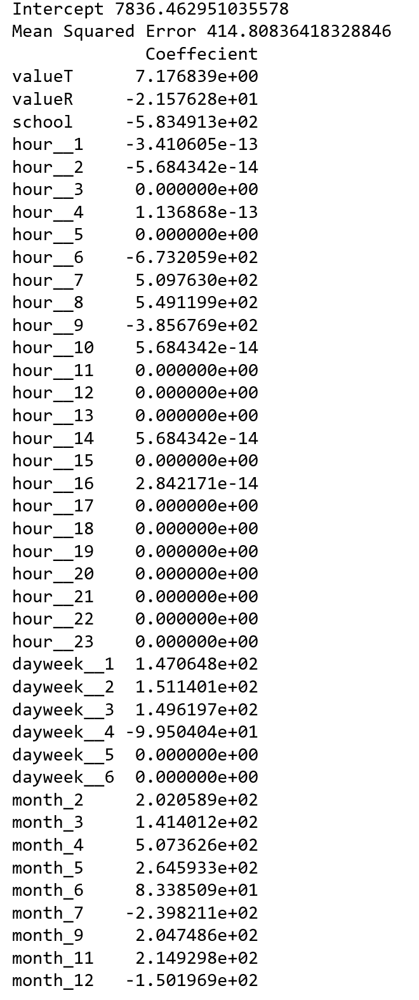 Intercept 7836.462951035578
Mean Squared Error 414.80836418328846
Coeffecient
valueT 7.176839e+00
valueR -2.157628e+01
school -5.834913e+02
hour__1 -3.410605e-13
hour__2 -5.684342e-14
hour__3 0.000000e+00
hour__4 1.136868e-13
hour__5 0.000000e+00
hour__6 -6.732059e+02
hour__7 5.097630e+02
hour__8 5.491199e+02
hour__9 -3.856769e+02
hour__10 5.684342e-14
hour__11 0.000000e+00
hour__12 0.000000e+00
hour__13 0.000000e+00
hour__14 5.684342e-14
hour__15 0.000000e+00
hour__16 2.842171e-14
hour__17 0.000000e+00
hour__18 0.000000e+00
hour__19 0.000000e+00
hour__20 0.000000e+00
hour__21 0.000000e+00
hour__22 0.000000e+00
hour__23 0.000000e+00
dayweek__1 1.470648e+02
dayweek__2 1.511401e+02
dayweek__3 1.496197e+02
dayweek__4 -9.950404e+01
dayweek__5 0.000000e+00
dayweek__6 0.000000e+00
month_2 2.020589e+02
month_3 1.414012e+02
month_4 5.073626e+02
month_5 2.645933e+02
month_6 8.338509e+01
month_7 -2.398211e+02
month_9 2.047486e+02
month_11 2.149298e+02
month_12 -1.501969e+02